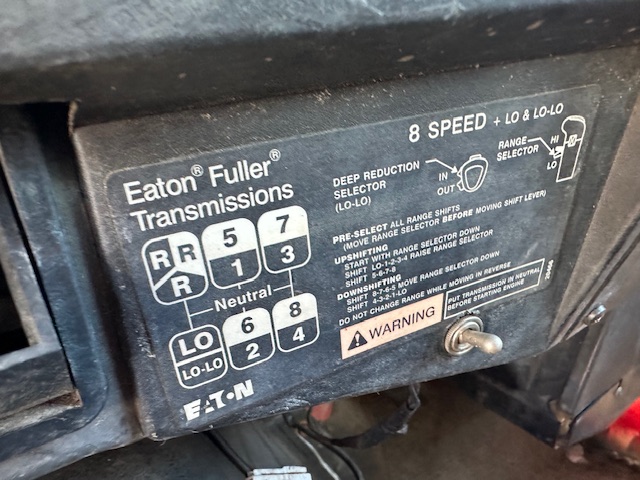 8 SPEED + LO & LO-LO
Eaton® Fuller®
Transmissions
DEEP REDUCTION
SELECTOR
(LO-LO)
IN
OUT
RANGE
SELECTOR
HI
LO
R R 5 7
R 1 3
Neutral
LO 6 8
LO-LO 2 4
EATON
PRE-SELECT ALL RANGE SHIFTS
(MOVE RANGE SELECTOR BEFORE MOVING SHIFT LEVER)
UPSHIFTING
START WITH RANGE SELECTOR DOWN
SHIFT LO-1-2-3-4 RAISE RANGE SELECTOR
SHIFT 5-6-7-8
DOWNSHIFTING
SHIFT 8-7-6-5 MOVE RANGE SELECTOR DOWN
SHIFT 4-3-2-1-LO
DO NOT CHANGE RANGE WHILE MOVING IN REVERSE
WARNING
PUT TRANSMISSION IN NEUTRAL
BEFORE STARTING ENGINE